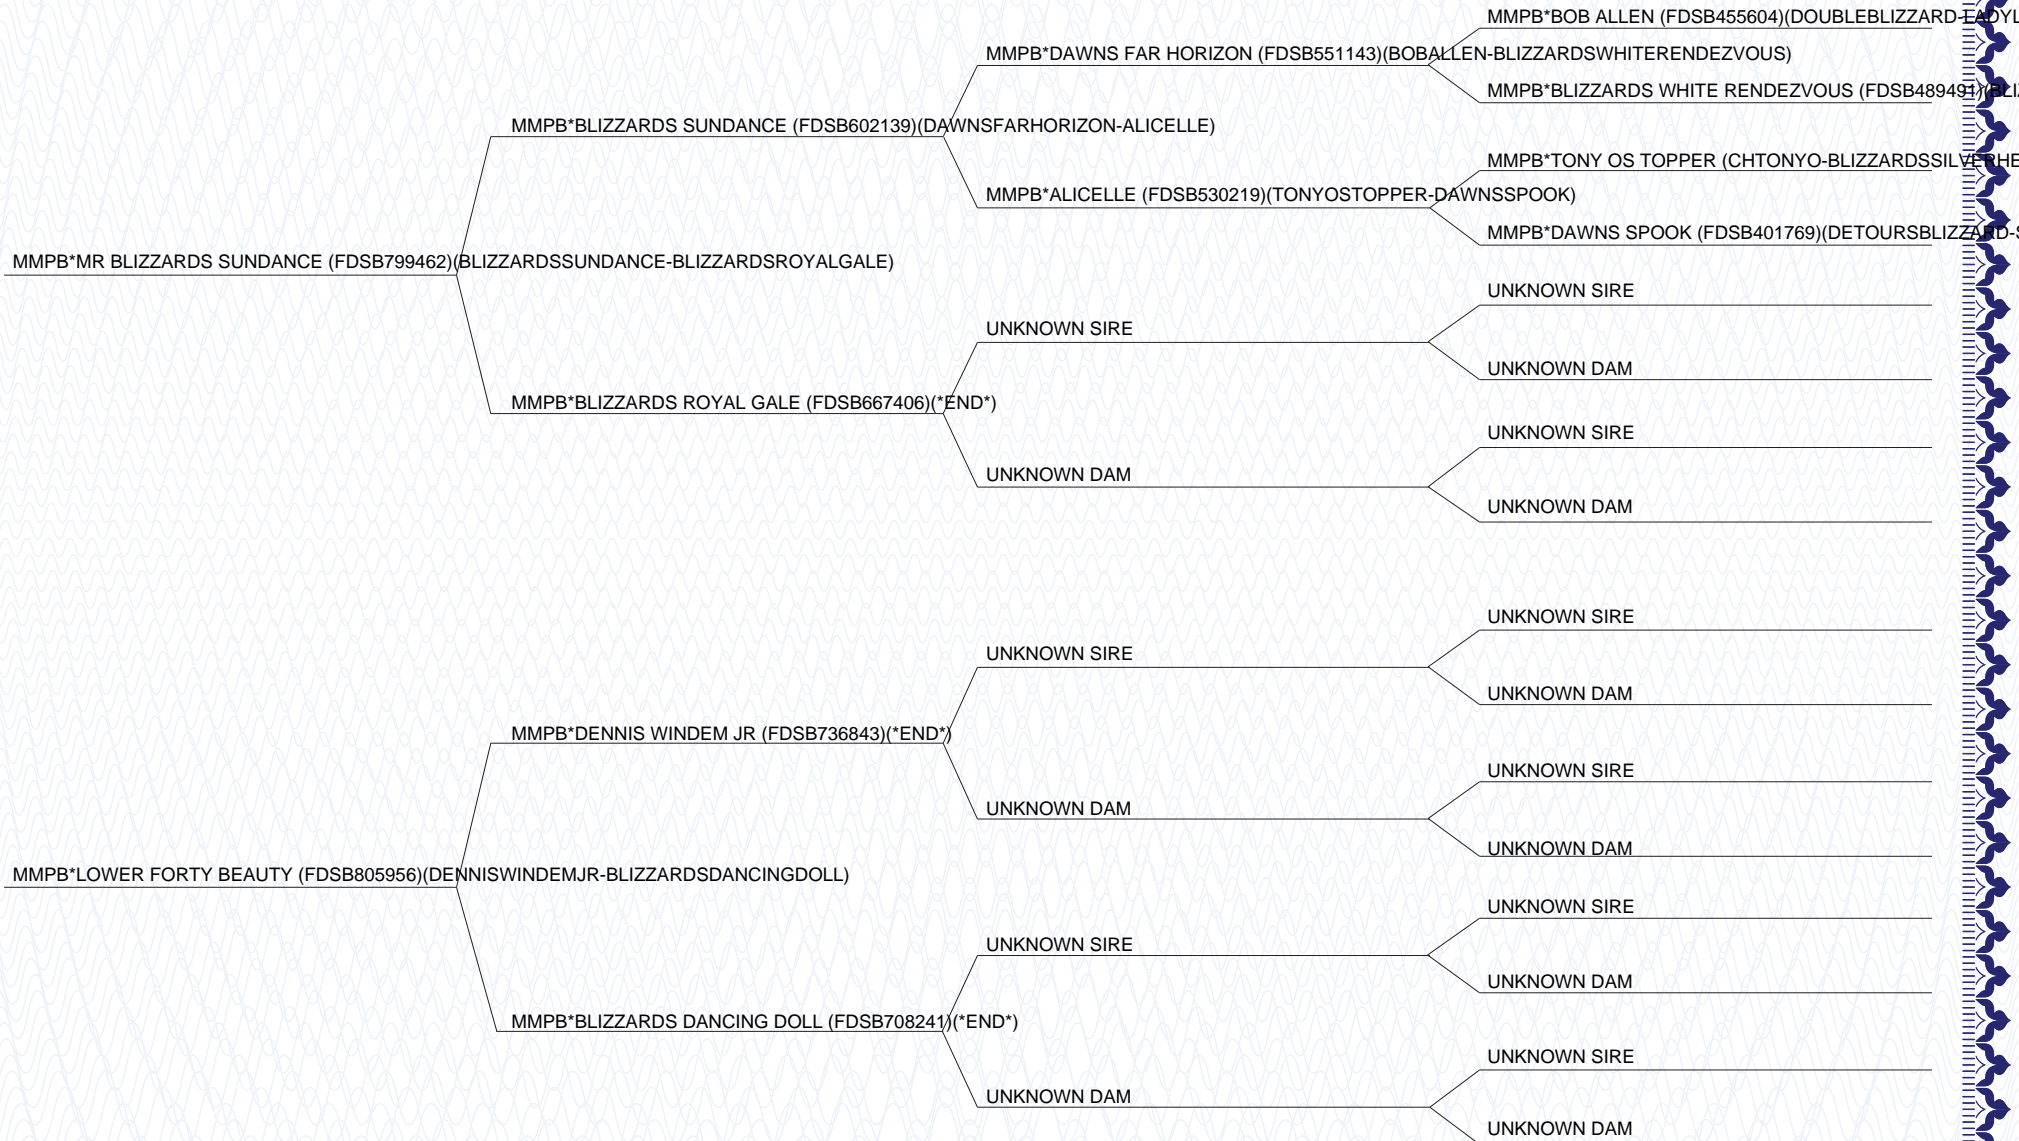 MMPB*BOB ALLEN (FDSB455604)(DOUBLEBLIZZARD-LADYL
MMPB*DAWNS FAR HORIZON (FDSB551143)(BOBALLEN-BLIZZARDSWHITERENDEZVOUS)
MMPB*BLIZZARDS WHITE RENDEZVOUS (FDSB489491)(BLIZ
MMPB*BLIZZARDS SUNDANCE (FDSB602139)(DAWNSFARHORIZON-ALICELLE)
MMPB*TONY OS TOPPER (CHTONYO-BLIZZARDSSILVERHE
MMPB*ALICELLE (FDSB530219)(TONYOSTOPPER-DAWNSSPOOK)
MMPB*DAWNS SPOOK (FDSB401769)(DETOURSBLIZZARD-S
MMPB*MR BLIZZARDS SUNDANCE (FDSB799462)(BLIZZARDSSUNDANCE-BLIZZARDSROYALGALE)
UNKNOWN SIRE
UNKNOWN SIRE
UNKNOWN DAM
MMPB*BLIZZARDS ROYAL GALE (FDSB667406)(*END*)
UNKNOWN SIRE
UNKNOWN DAM
UNKNOWN DAM
UNKNOWN SIRE
UNKNOWN SIRE
UNKNOWN DAM
MMPB*DENNIS WINDEM JR (FDSB736843)(*END*)
UNKNOWN SIRE
UNKNOWN DAM
UNKNOWN DAM
MMPB*LOWER FORTY BEAUTY (FDSB805956)(DENNISWINDEMJR-BLIZZARDSDANCINGDOLL)
UNKNOWN SIRE
UNKNOWN SIRE
UNKNOWN DAM
MMPB*BLIZZARDS DANCING DOLL (FDSB708241)(*END*)
UNKNOWN SIRE
UNKNOWN DAM
UNKNOWN DAM